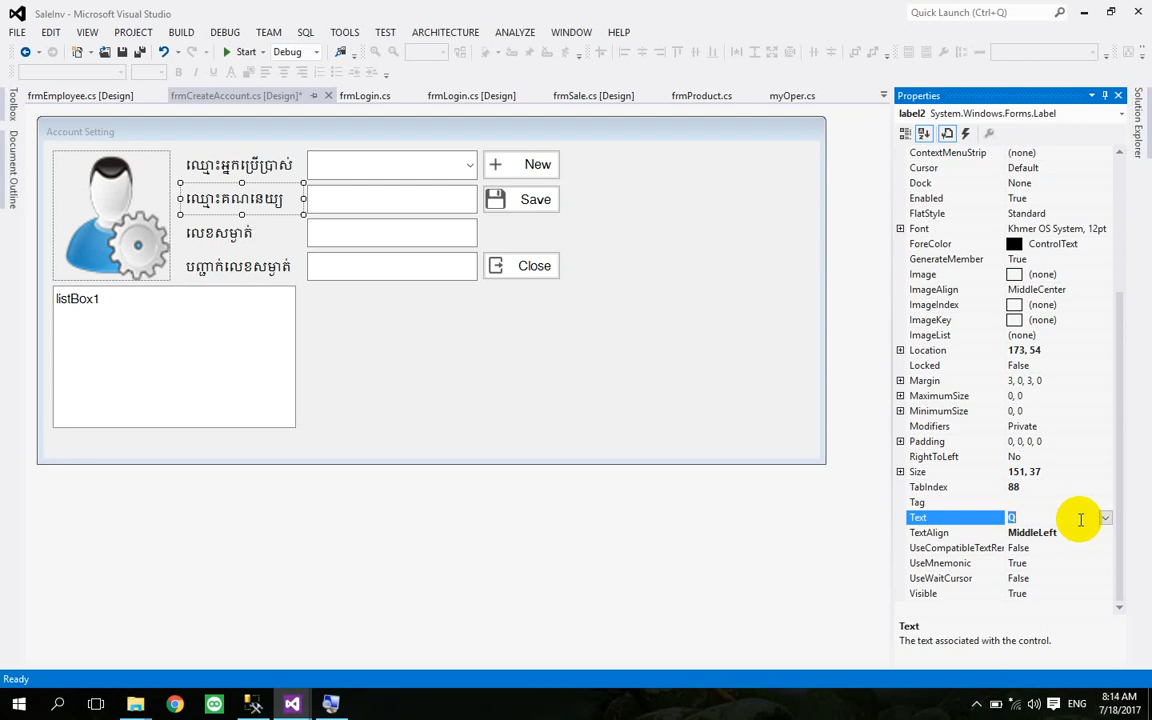 SaleInv - Microsoft Visual Studio
Quick Launch (Ctrl+Q)
FILE EDIT VIEW PROJECT BUILD DEBUG TEAM SQL TOOLS TEST ARCHITECTURE ANALYZE WINDOW HELP
Start Debug
frmEmployee.cs [Design] frmCreateAccount.cs [Design]* frmLogin.cs frmLogin.cs [Design] frmSale.cs [Design] frmProduct.cs myOper.cs
Toolbox
Document Outline
Account Setting
ឈ្មោះអ្នកប្រើប្រាស់ New
ឈ្មោះគណនេយ្យ Save
លេខសម្ងាត់
បញ្ជាក់លេខសម្ងាត់ Close
listBox1
Properties
label2 System.Windows.Forms.Label
ContextMenuStrip (none)
Cursor Default
Dock None
Enabled True
FlatStyle Standard
Font Khmer OS System, 12pt
ForeColor ControlText
GenerateMember True
Image (none)
ImageAlign MiddleCenter
ImageIndex (none)
ImageKey (none)
ImageList (none)
Location 173, 54
Locked False
Margin 3, 0, 3, 0
MaximumSize 0, 0
MinimumSize 0, 0
Modifiers Private
Padding 0, 0, 0, 0
RightToLeft No
Size 151, 37
TabIndex 88
Tag
Text
TextAlign MiddleLeft
UseCompatibleTextRer False
UseMnemonic True
UseWaitCursor False
Visible True
Text
The text associated with the control.
Solution Explorer
Ready
ENG
8:14 AM
7/18/2017